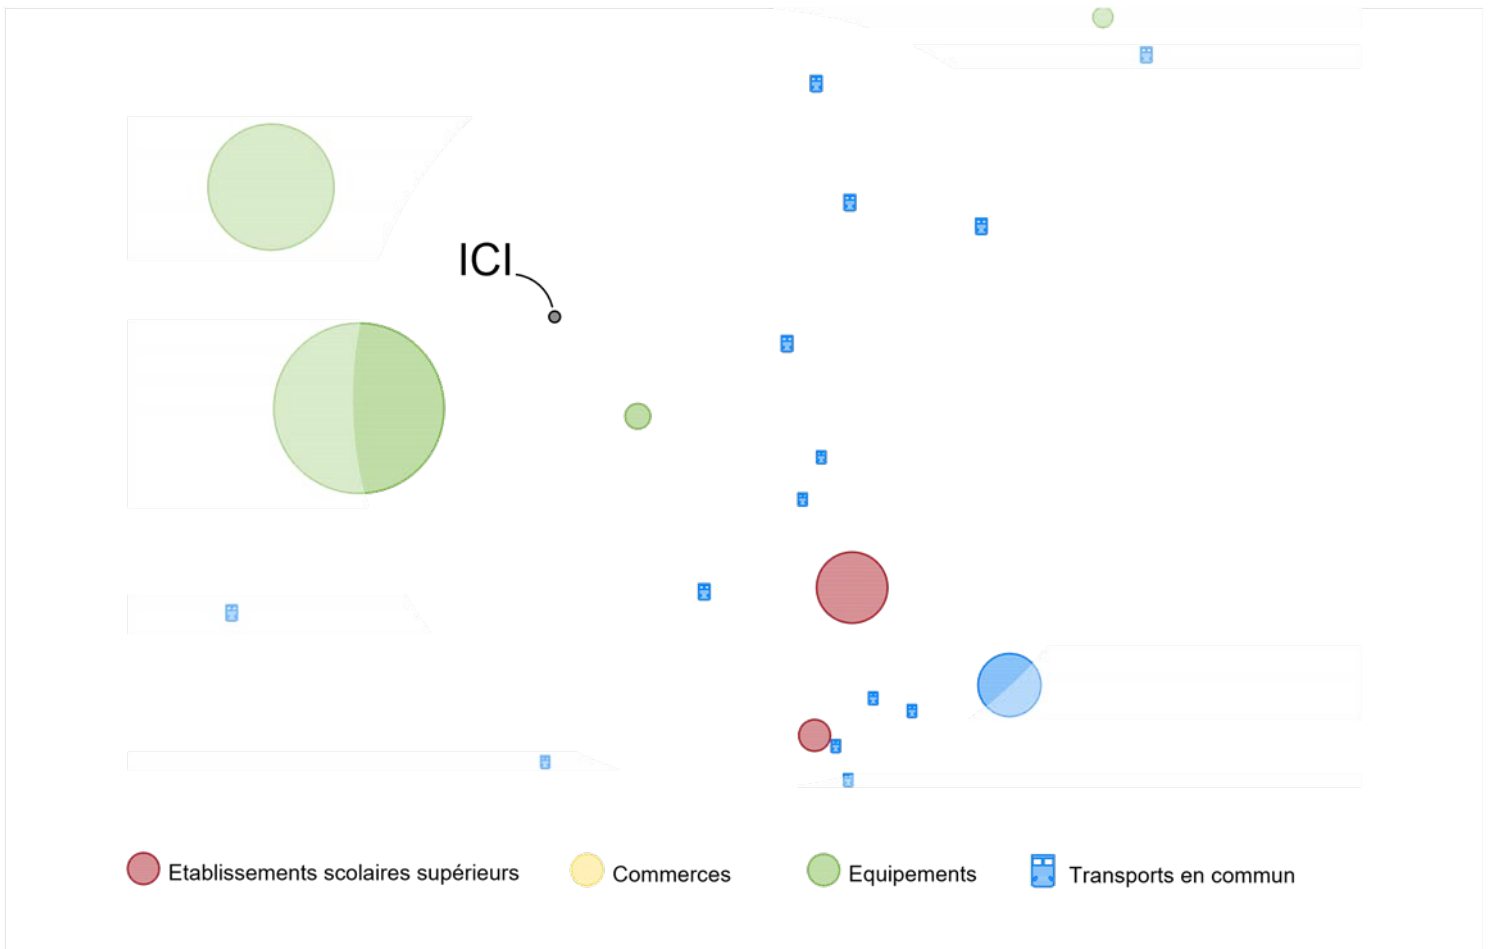 ICI
Etablissements scolaires supérieurs
Commerces
Equipements
Transports en commun